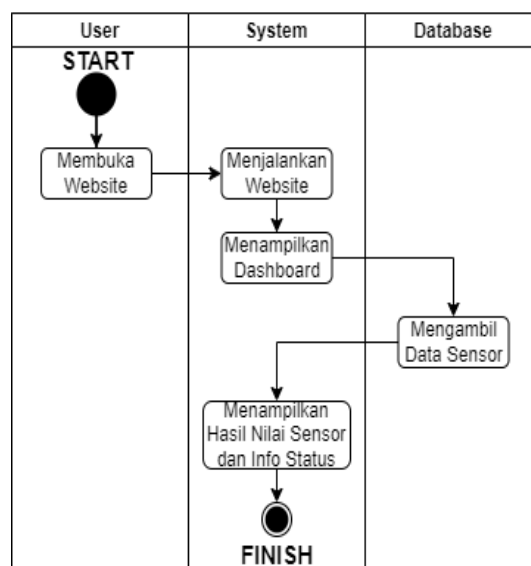 User
System
Database
START
Membuka
Website
Menjalankan
Website
Menampilkan
Dashboard
Mengambil
Data Sensor
Menampilkan
Hasil Nilai Sensor
dan Info Status
FINISH